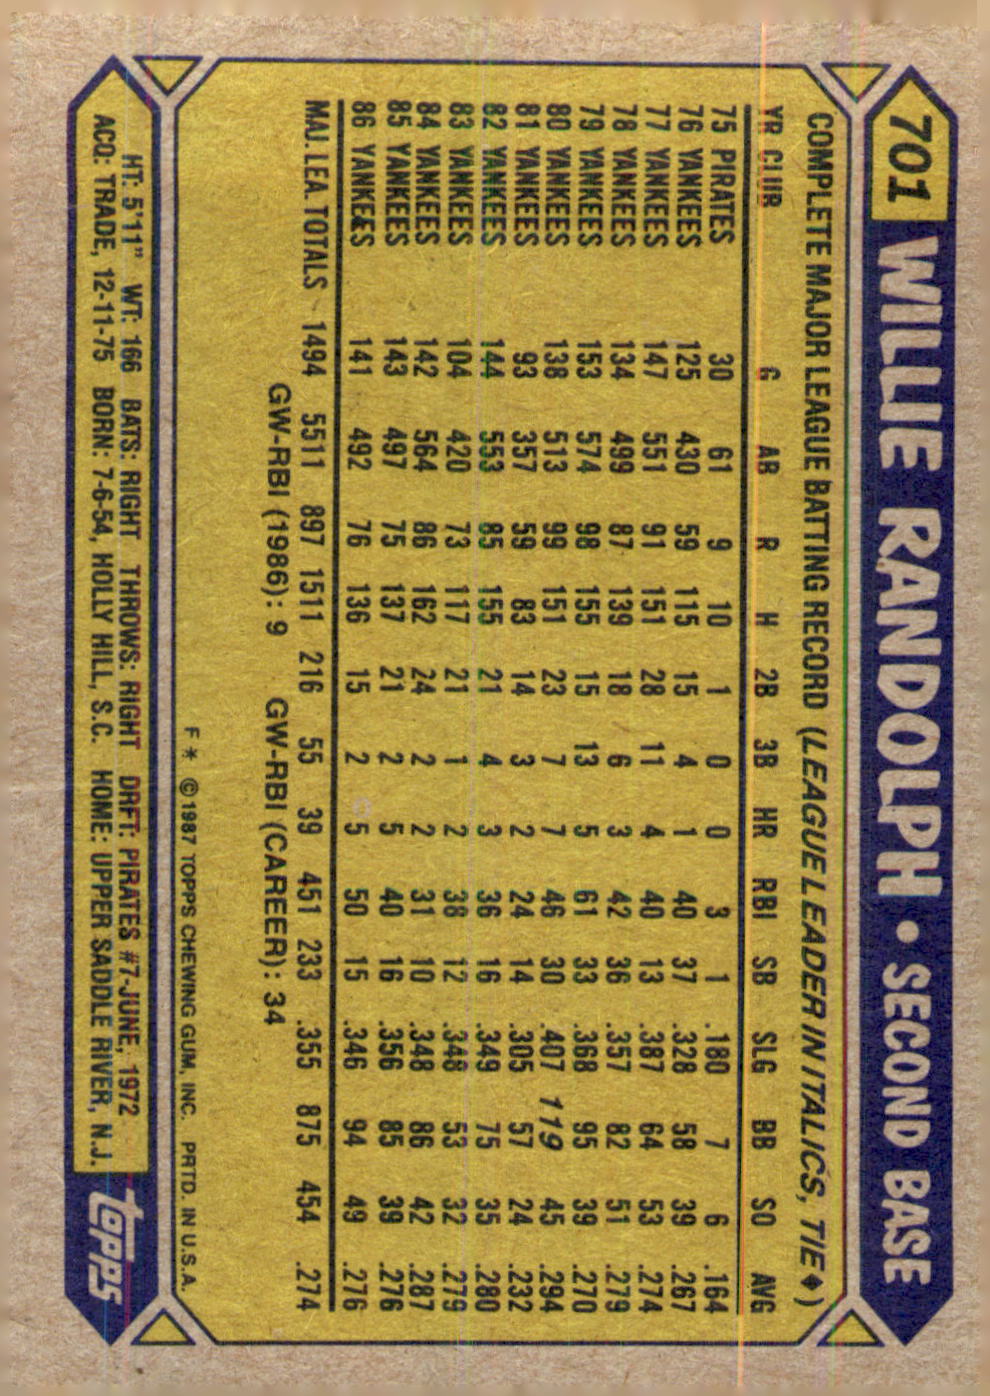 701 WILLIE RANDOLPH • SECOND BASE
COMPLETE MAJOR LEAGUE BATTING RECORD (LEAGUE LEADER IN ITALICS, TIE♦)
YR CLUB G AB R H 2B 3B HR RBI SB SLG BB SO AVG
75 PIRATES 30 61 9 10 1 0 0 3 1 .180 7 6 .164
76 YANKEES 125 430 59 115 15 4 1 40 37 .328 58 39 .267
77 YANKEES 147 551 91 151 28 11 4 40 13 .387 64 53 .274
78 YANKEES 134 499 87 139 18 6 3 42 36 .357 82 51 .279
79 YANKEES 153 574 98 155 15 13 5 61 33 .368 95 39 .270
80 YANKEES 138 513 99 151 23 7 7 46 30 .407 119 45 .294
81 YANKEES 93 357 59 83 14 3 2 24 14 .305 57 24 .232
82 YANKEES 144 553 85 155 21 4 3 36 16 .349 75 35 .280
83 YANKEES 104 420 73 117 21 1 2 38 12 .348 53 32 .279
84 YANKEES 142 564 86 162 24 2 2 31 10 .348 86 42 .287
85 YANKEES 143 497 75 137 21 2 5 40 16 .356 85 39 .276
86 YANKEES 141 492 76 136 15 2 5 50 15 .346 94 49 .276
MAJ. LEA. TOTALS 1494 5511 897 1511 216 55 39 451 233 .355 875 454 .274
GW-RBI (1986): 9 GW-RBI (CAREER): 34
F * ©1987 TOPPS CHEWING GUM, INC. PRTD. IN U.S.A.
HT: 5'11" WT: 166 BATS: RIGHT THROWS: RIGHT DRFT: PIRATES #7-JUNE, 1972
ACQ: TRADE, 12-11-75 BORN: 7-6-54, HOLLY HILL, S.C. HOME: UPPER SADDLE RIVER, N.J.
topps